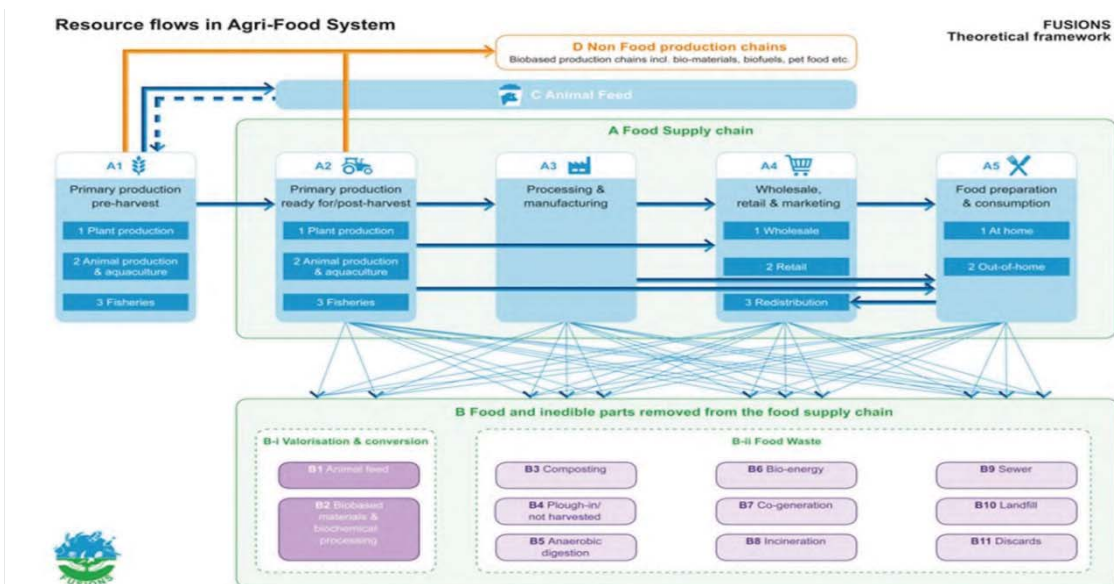 Resource flows in Agri-Food System
FUSIONS
Theoretical framework
D Non Food production chains
Biobased production chains incl. bio-materials, biofuels, pet food etc.
C Animal Feed
A Food Supply chain
A1
Primary production
pre-harvest
1 Plant production
2 Animal production
& aquaculture
3 Fisheries
A2
Primary production
ready for/post-harvest
1 Plant production
2 Animal production
& aquaculture
3 Fisheries
A3
Processing &
manufacturing
A4
Wholesale,
retail & marketing
1 Wholesale
2 Retail
3 Redistribution
A5
Food preparation
& consumption
1 At home
2 Out-of-home
B Food and inedible parts removed from the food supply chain
B-i Valorisation & conversion
B1 Animal feed
B2 Biobased
materials &
biochemical
processing
B-ii Food Waste
B3 Composting
B4 Plough-in/
not harvested
B5 Anaerobic
digestion
B6 Bio-energy
B7 Co-generation
B8 Incineration
B9 Sewer
B10 Landfill
B11 Discards
FUSIONS